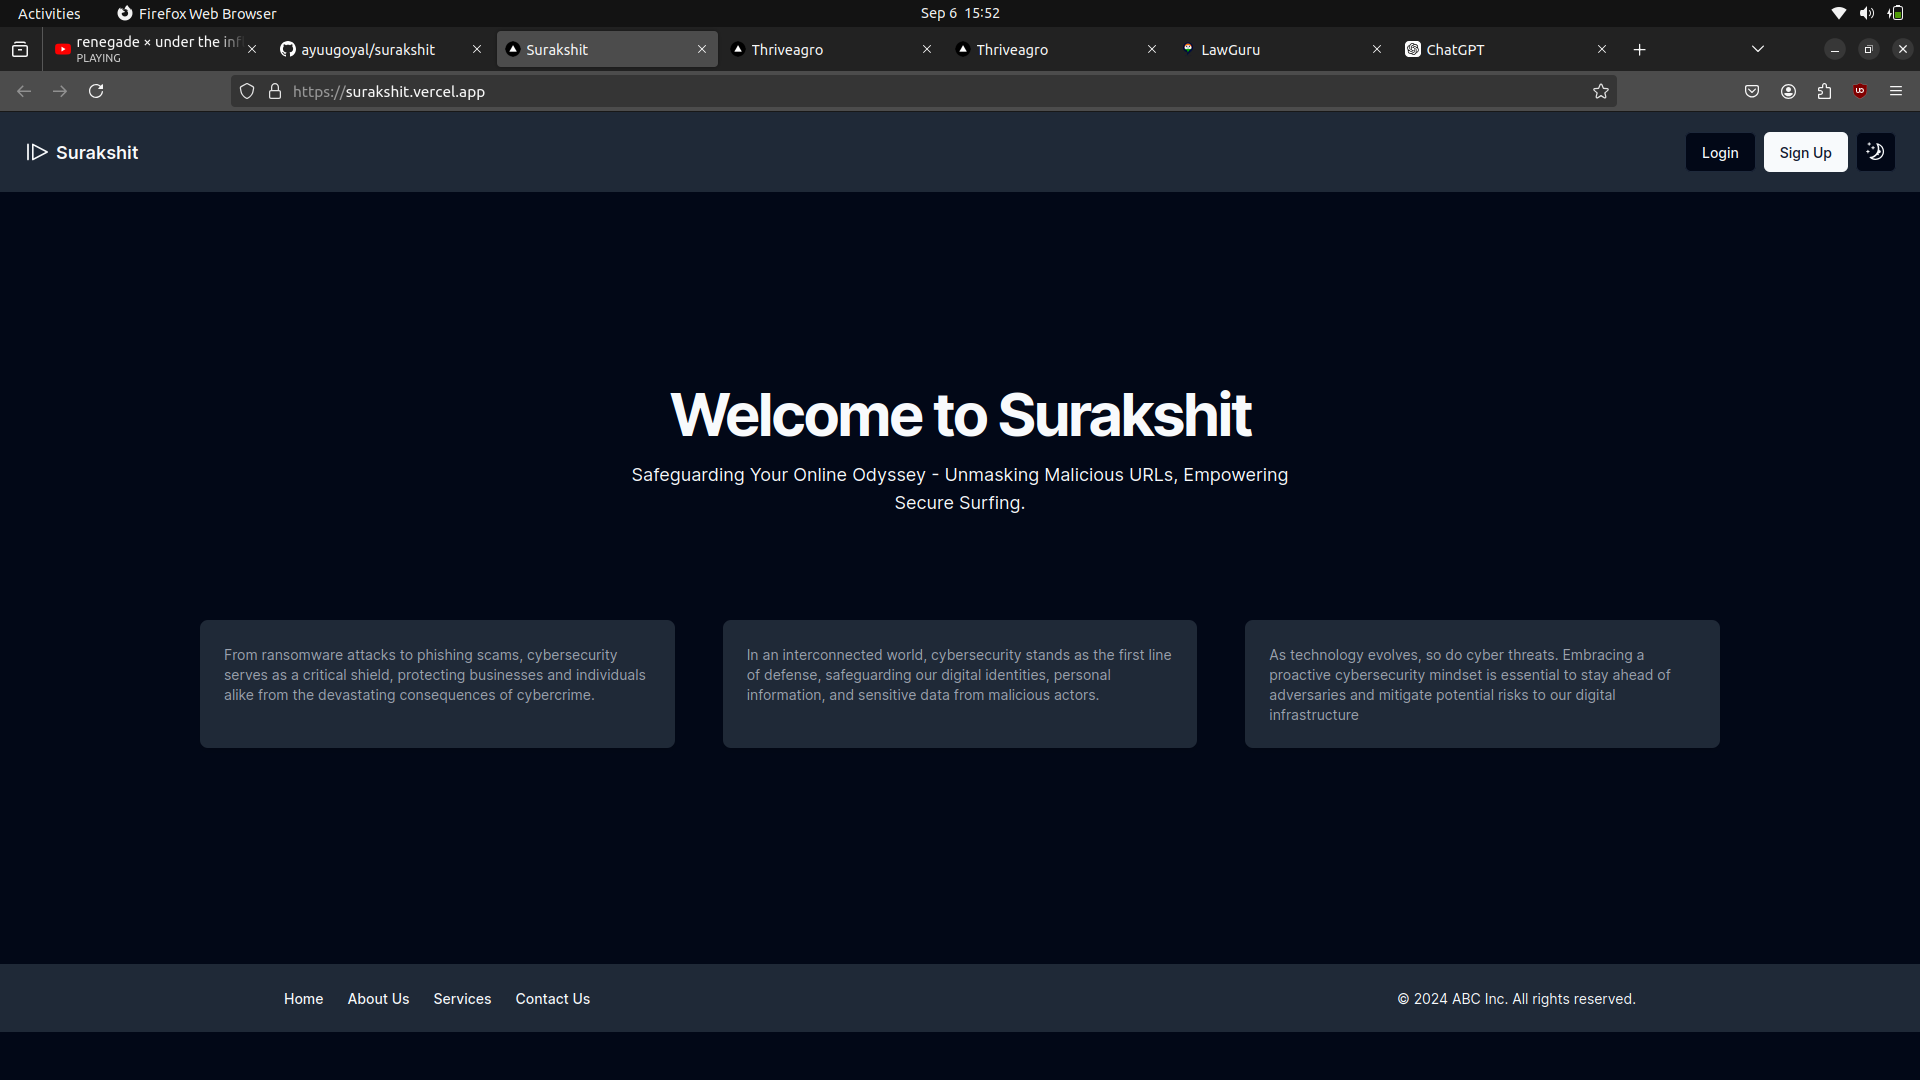 Activities
Firefox Web Browser
Sep 6 15:52
renegade × under the inf
PLAYING
ayuugoyal/surakshit
Surakshit
Thriveagro
Thriveagro
LawGuru
ChatGPT
https://surakshit.vercel.app
Surakshit
Login
Sign Up
Welcome to Surakshit
Safeguarding Your Online Odyssey - Unmasking Malicious URLs, Empowering
Secure Surfing.
From ransomware attacks to phishing scams, cybersecurity
serves as a critical shield, protecting businesses and individuals
alike from the devastating consequences of cybercrime.
In an interconnected world, cybersecurity stands as the first line
of defense, safeguarding our digital identities, personal
information, and sensitive data from malicious actors.
As technology evolves, so do cyber threats. Embracing a
proactive cybersecurity mindset is essential to stay ahead of
adversaries and mitigate potential risks to our digital
infrastructure
Home
About Us
Services
Contact Us
© 2024 ABC Inc. All rights reserved.